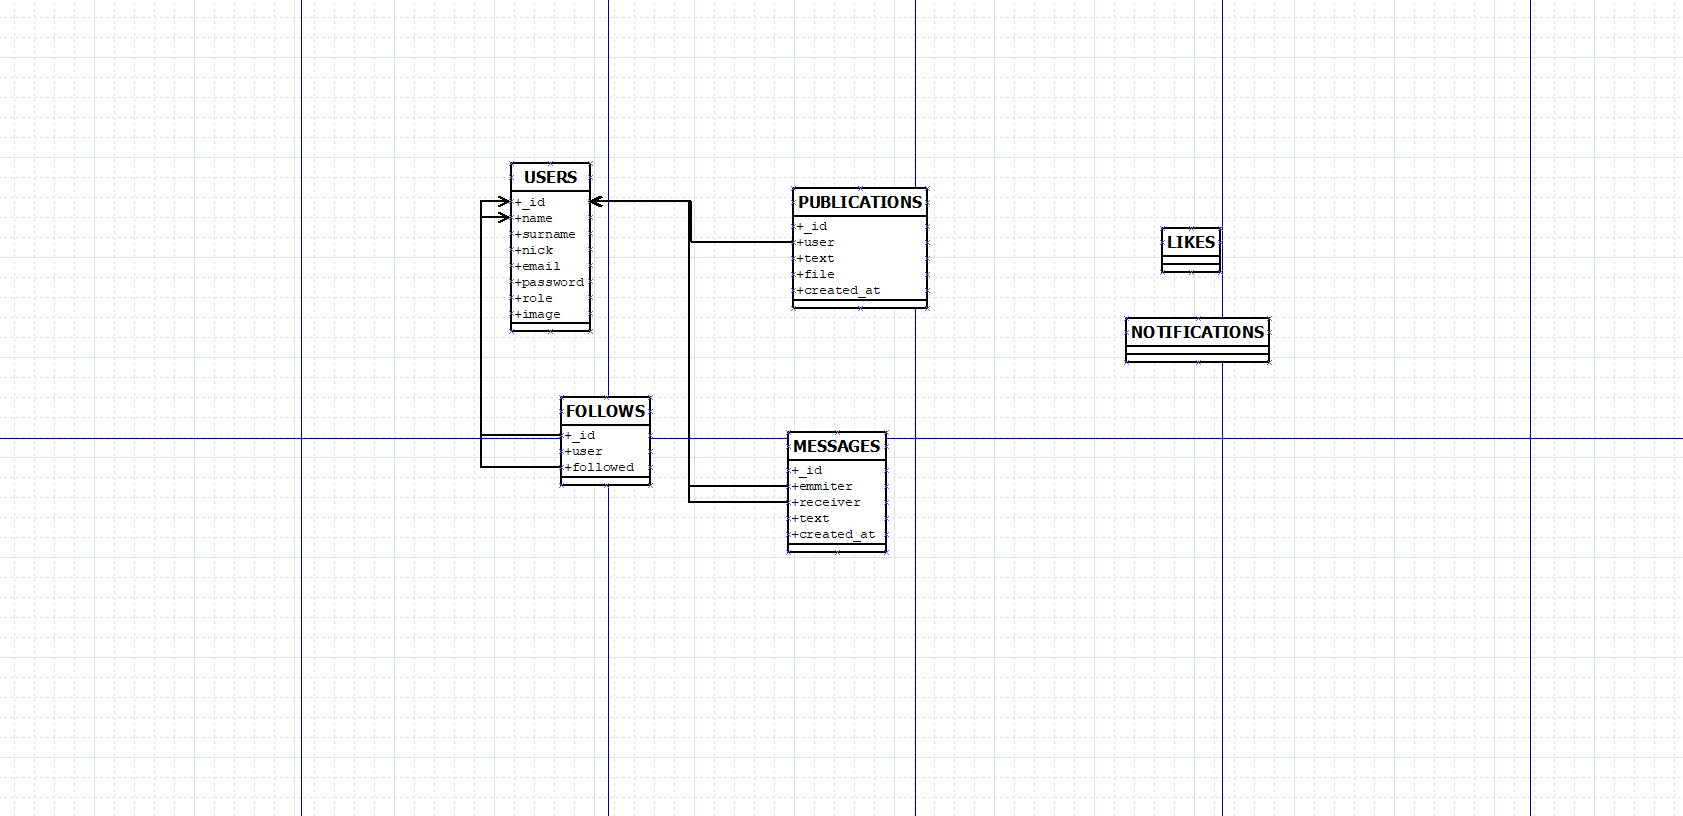 USERS
+_id
+name
+surname
+nick
+email
+password
+role
+image
PUBLICATIONS
+_id
+user
+text
+file
+created_at
LIKES
NOTIFICATIONS
FOLLOWS
+_id
+user
+followed
MESSAGES
+_id
+emmiter
+receiver
+text
+created_at